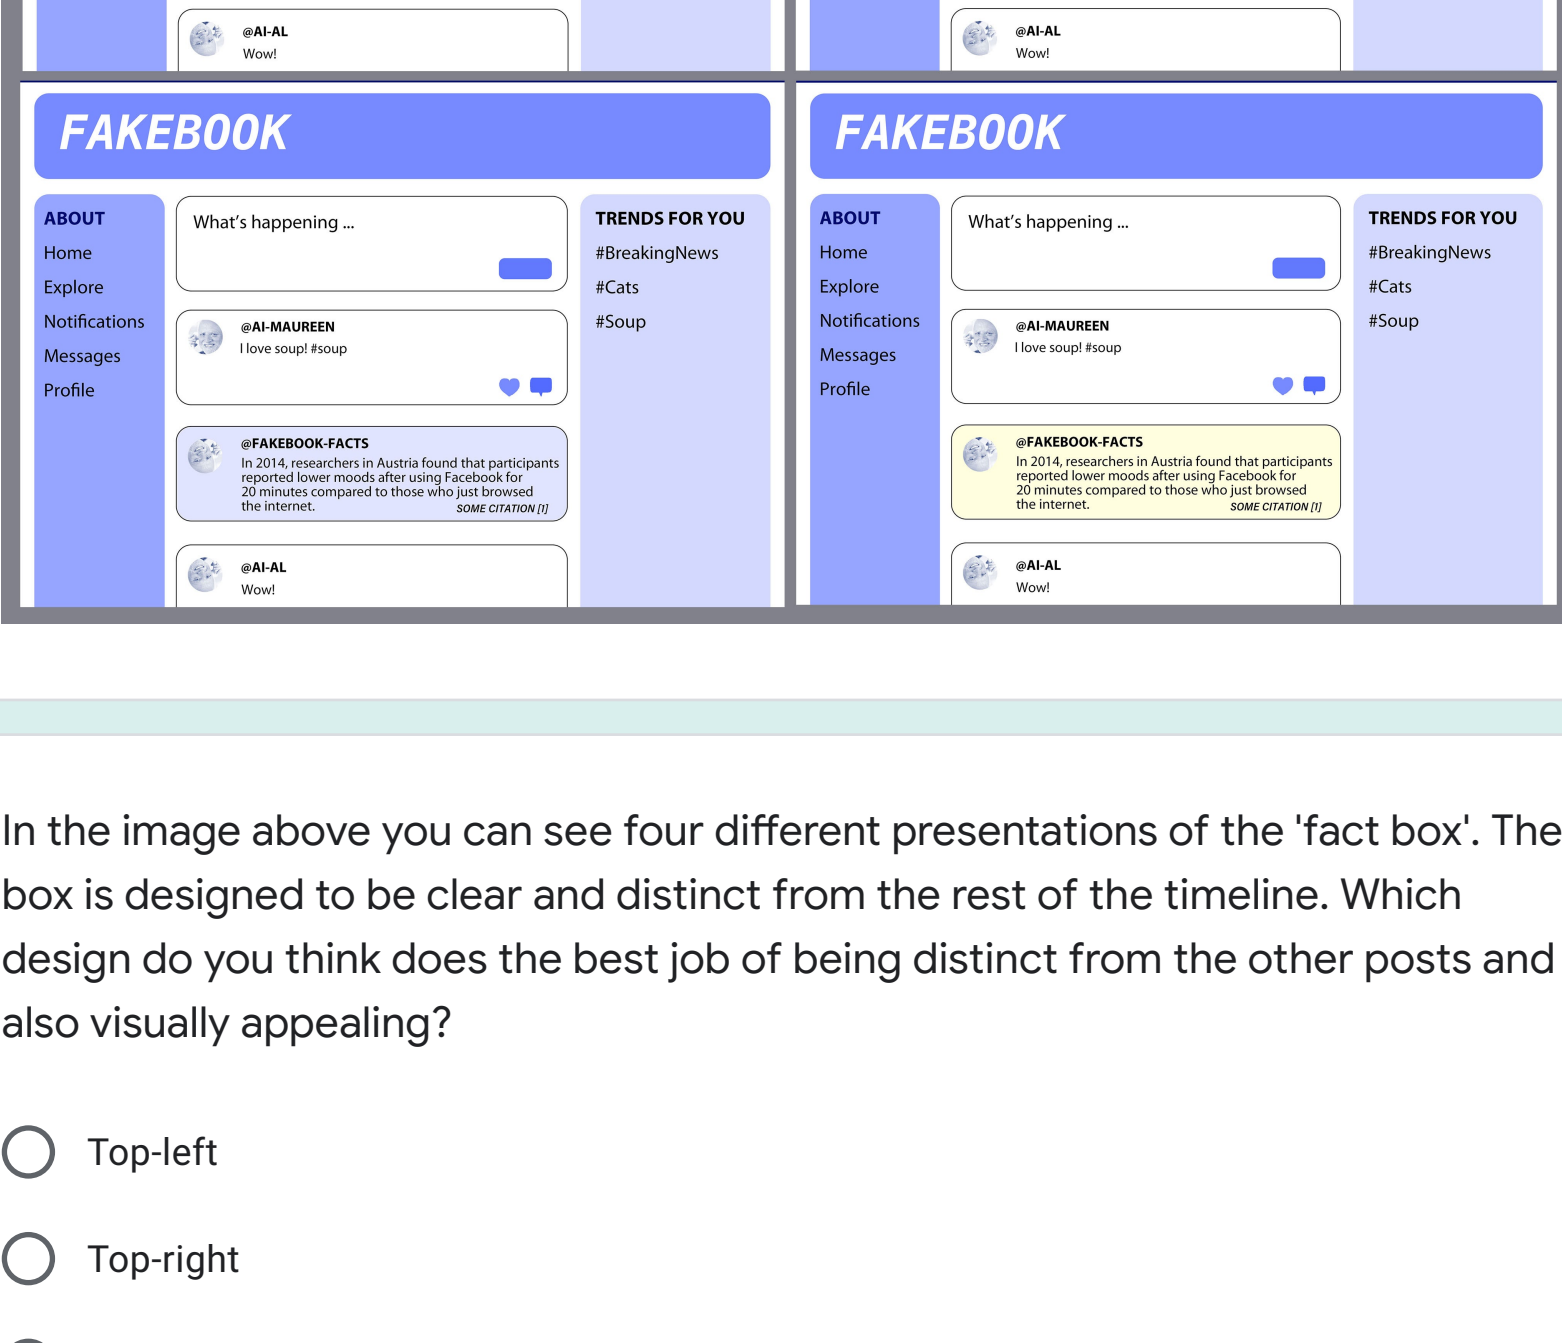 @AI-AL
Wow!
@AI-AL
Wow!
FAKEBOOK
ABOUT
Home
Explore
Notifications
Messages
Profile
What's happening ...
@AI-MAUREEN
I love soup! #soup
@FAKEBOOK-FACTS
In 2014, researchers in Austria found that participants
reported lower moods after using Facebook for
20 minutes compared to those who just browsed
the internet.
SOME CITATION [1]
@AI-AL
Wow!
TRENDS FOR YOU
#BreakingNews
#Cats
#Soup
FAKEBOOK
ABOUT
Home
Explore
Notifications
Messages
Profile
What's happening ...
@AI-MAUREEN
I love soup! #soup
@FAKEBOOK-FACTS
In 2014, researchers in Austria found that participants
reported lower moods after using Facebook for
20 minutes compared to those who just browsed
the internet.
SOME CITATION [1]
@AI-AL
Wow!
TRENDS FOR YOU
#BreakingNews
#Cats
#Soup
In the image above you can see four different presentations of the 'fact box'. The
box is designed to be clear and distinct from the rest of the timeline. Which
design do you think does the best job of being distinct from the other posts and
also visually appealing?
Top-left
Top-right